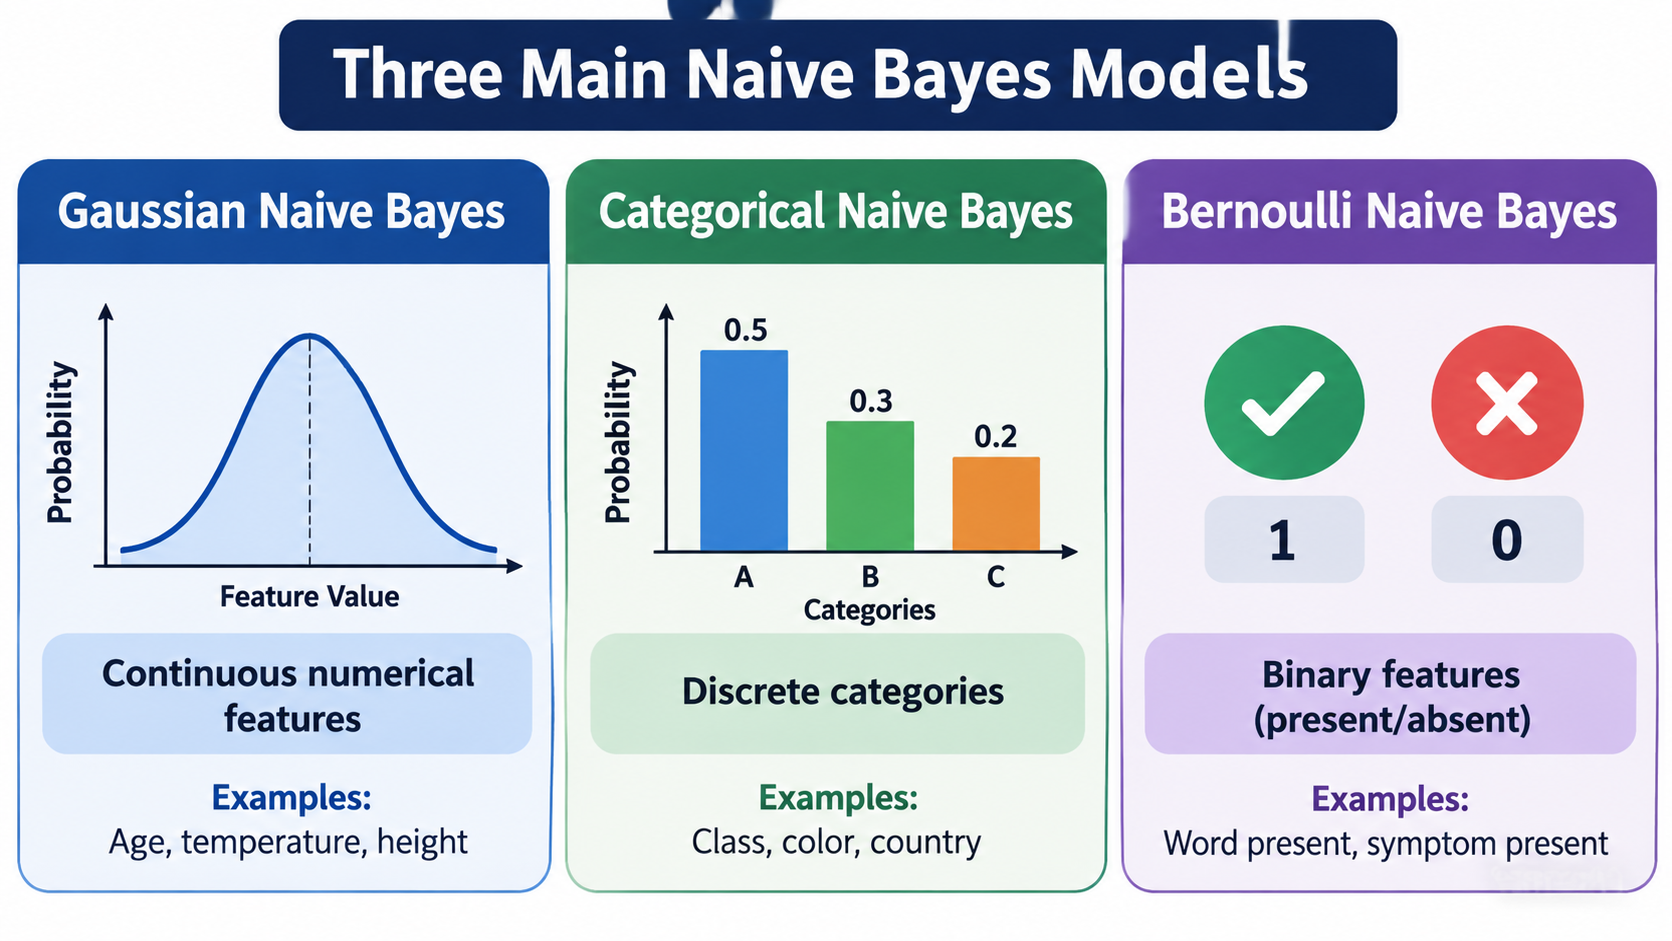 Three Main Naive Bayes Models
Gaussian Naive Bayes
Probability
Feature Value
Continuous numerical
features
Examples:
Age, temperature, height
Categorical Naive Bayes
Probability
0.5
0.3
0.2
A B C
Categories
Discrete categories
Examples:
Class, color, country
Bernoulli Naive Bayes
1 0
Binary features
(present/absent)
Examples:
Word present, symptom present